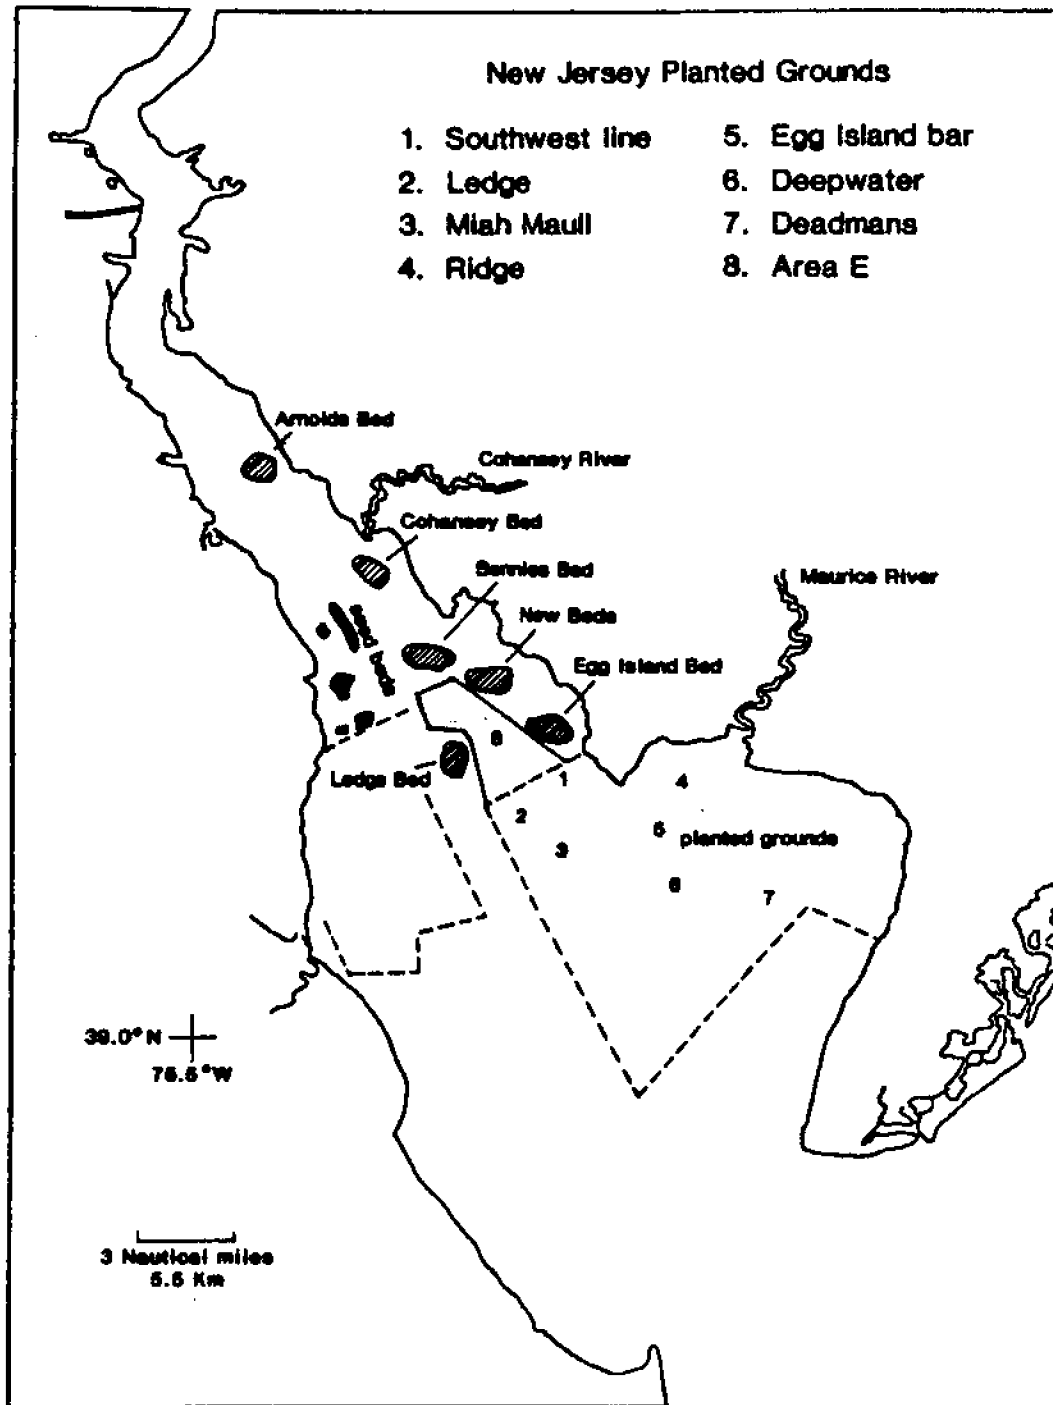 New Jersey Planted Grounds
1. Southwest line
2. Ledge
3. Miah Maull
4. Ridge
5. Egg Island bar
6. Deepwater
7. Deadmans
8. Area E
Arnolds Bed
Cohansey River
Cohansey Bed
Bennies Bed
Maurice River
New Beds
seed beds
Egg Island Bed
8
Ledge Bed
1
4
2
5 planted grounds
3
6
7
39.0°N
75.5°W
3 Nautical miles
5.5 Km